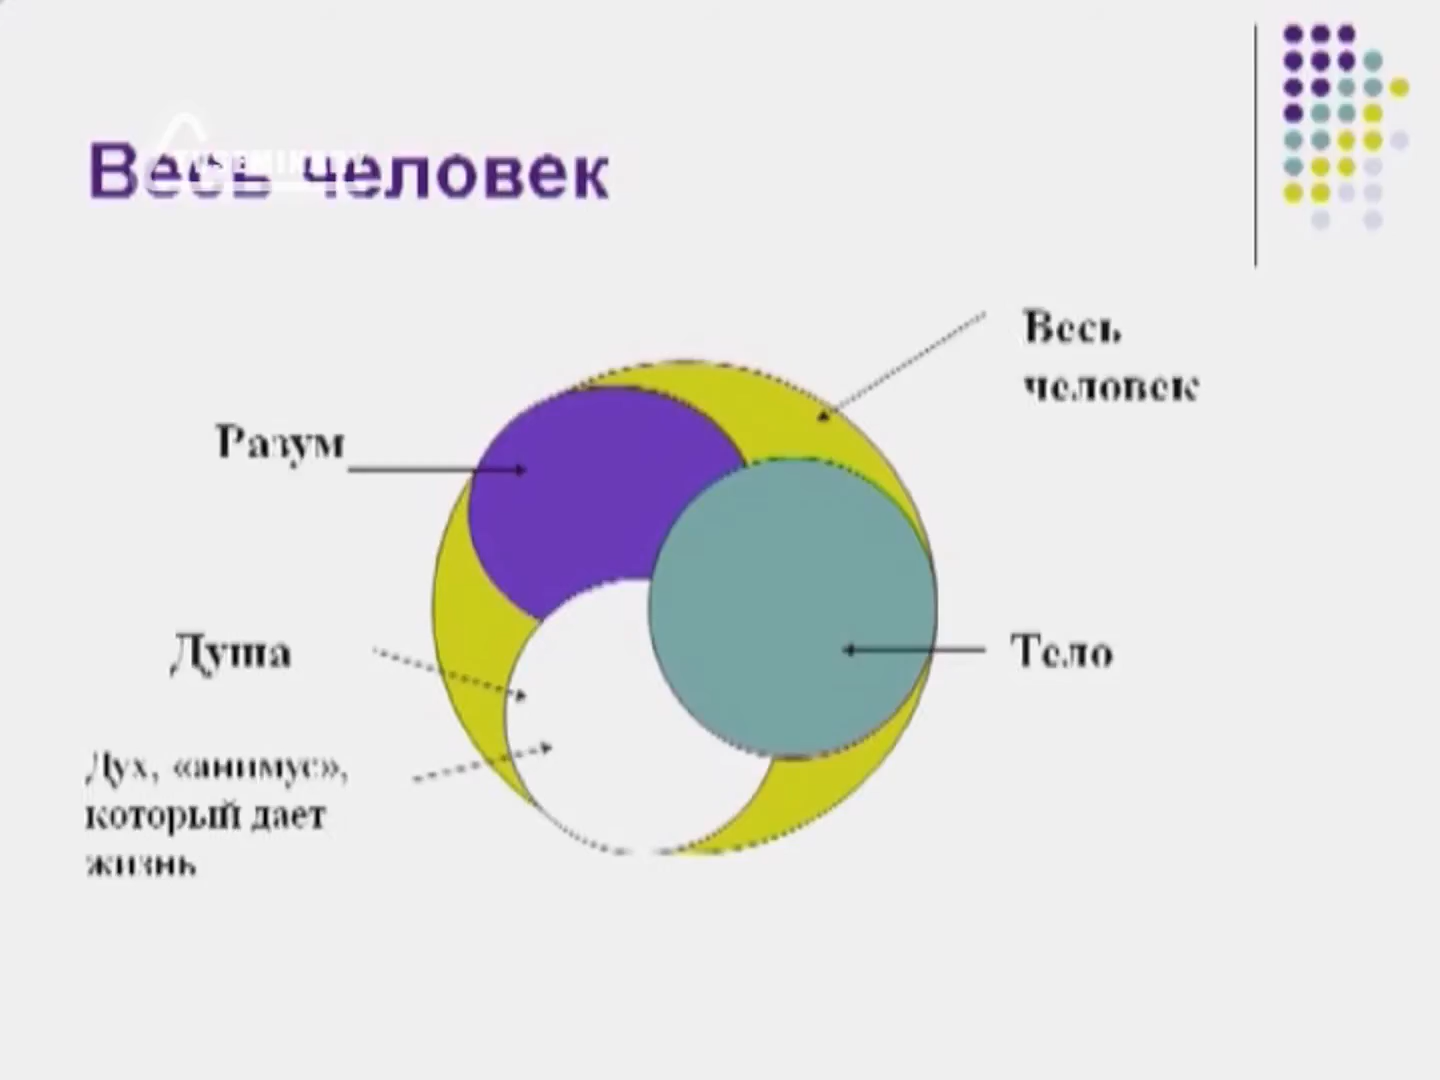 Весь человек
Весь
человек
Разум
Душа
Тело
Дух, «анимус»,
который дает
жизнь